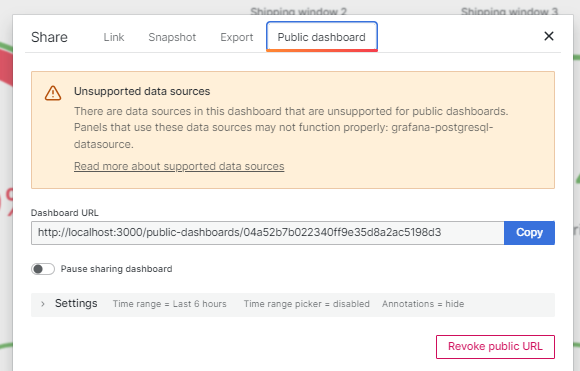 Shipping window 2 Shipping window 3
Share Link Snapshot Export Public dashboard
Unsupported data sources
There are data sources in this dashboard that are unsupported for public dashboards.
Panels that use these data sources may not function properly: grafana-postgresql-
datasource.
Read more about supported data sources
Dashboard URL
http://localhost:3000/public-dashboards/04a52b7b022340ff9e35d8a2ac5198d3 Copy
Pause sharing dashboard
Settings Time range = Last 6 hours Time range picker = disabled Annotations = hide
Revoke public URL